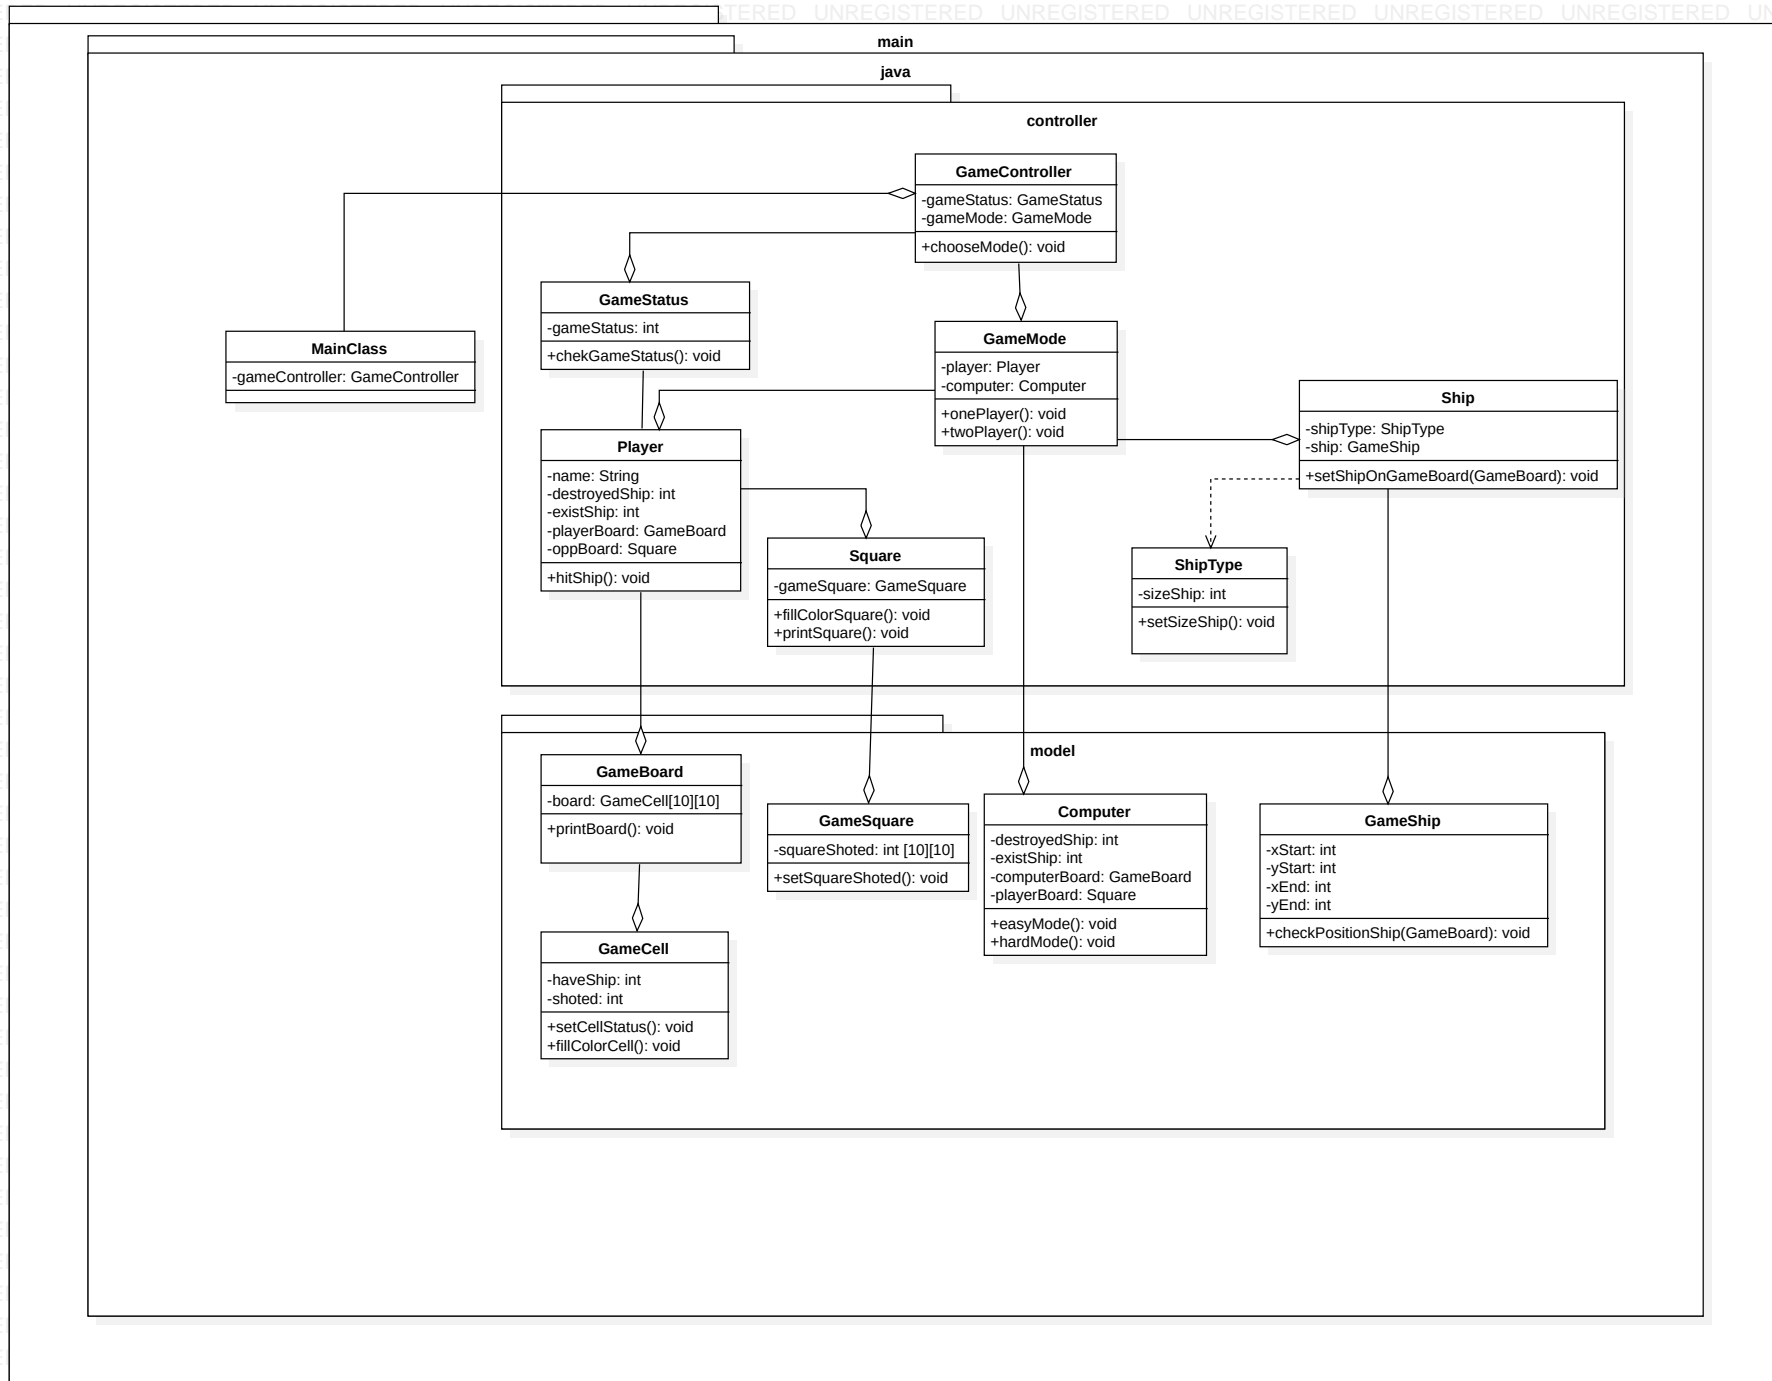 TERED UNREGISTERED UNREGISTERED UNREGISTERED UNREGISTERED UNREGISTERED
main
java
controller
GameController
-gameStatus: GameStatus
-gameMode: GameMode
+chooseMode(): void
GameStatus
-gameStatus: int
+chekGameStatus(): void
MainClass
-gameController: GameController
GameMode
-player: Player
-computer: Computer
+onePlayer(): void
+twoPlayer(): void
Ship
-shipType: ShipType
-ship: GameShip
+setShipOnGameBoard(GameBoard): void
Player
-name: String
-destroyedShip: int
-existShip: int
-playerBoard: GameBoard
-oppBoard: Square
+hitShip(): void
Square
-gameSquare: GameSquare
+fillColorSquare(): void
+printSquare(): void
ShipType
-sizeShip: int
+setSizeShip(): void
model
GameBoard
-board: GameCell[10][10]
+printBoard(): void
GameSquare
-squareShoted: int [10][10]
+setSquareShoted(): void
Computer
-destroyedShip: int
-existShip: int
-computerBoard: GameBoard
-playerBoard: Square
+easyMode(): void
+hardMode(): void
GameShip
-xStart: int
-yStart: int
-xEnd: int
-yEnd: int
+checkPositionShip(GameBoard): void
GameCell
-haveShip: int
-shoted: int
+setCellStatus(): void
+fillColorCell(): void